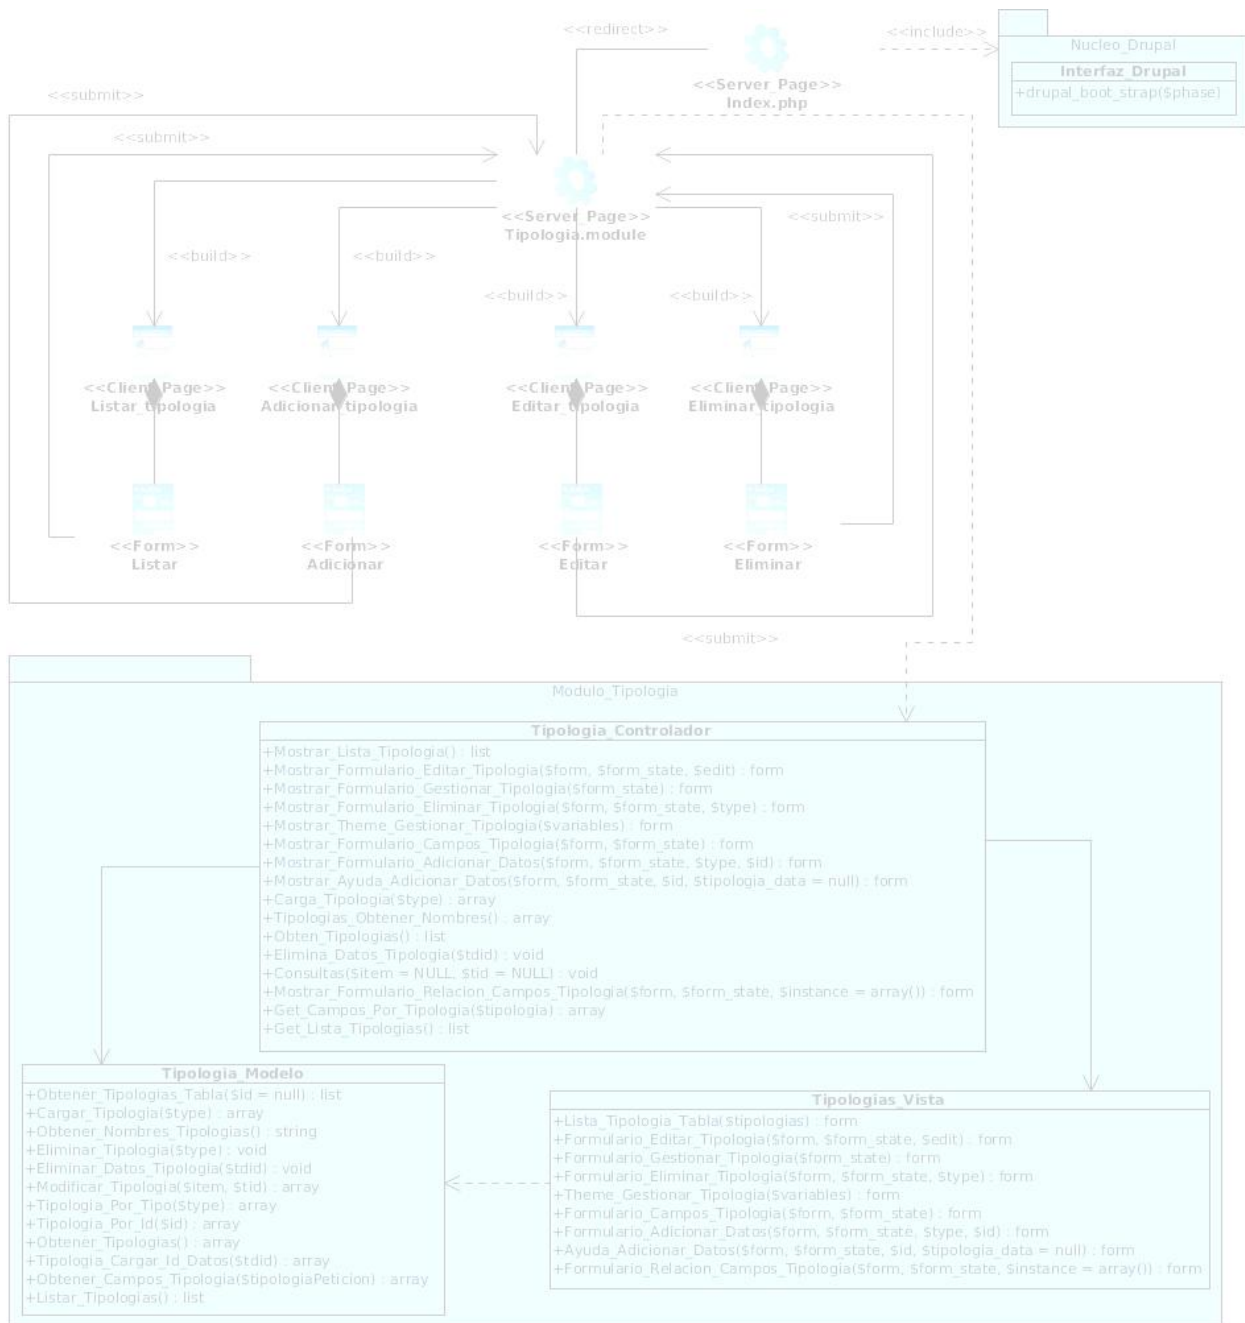 <<redirect>>
<<include>>
Nucleo_Drupal
Interfaz_Drupal
+drupal_boot_strap($phase)
<<Server_Page>>
Index.php
<<submit>>
<<submit>>
<<Server_Page>>
Tipologia.module
<<submit>>
<<build>>
<<build>>
<<build>>
<<build>>
<<Client_Page>>
Listar_tipologia
<<Client_Page>>
Adicionar_tipologia
<<Client_Page>>
Editar_tipologia
<<Client_Page>>
Eliminar_tipologia
<<Form>>
Listar
<<Form>>
Adicionar
<<Form>>
Editar
<<Form>>
Eliminar
<<submit>>
Modulo_Tipologia
Tipologia_Controlador
+Mostrar_Lista_Tipologia() : list
+Mostrar_Formulario_Editar_Tipologia($form, $form_state, $edit) : form
+Mostrar_Formulario_Gestionar_Tipologia($form_state) : form
+Mostrar_Formulario_Eliminar_Tipologia($form, $form_state, $type) : form
+Mostrar_Theme_Gestionar_Tipologia($variables) : form
+Mostrar_Formulario_Campos_Tipologia($form, $form_state) : form
+Mostrar_Formulario_Adicionar_Datos($form, $form_state, $type, $id) : form
+Mostrar_Ayuda_Adicionar_Datos($form, $form_state, $id, $tipologia_data = null) : form
+Carga_Tipologia($type) : array
+Tipologias_Obtener_Nombres() : array
+Obten_Tipologias() : list
+Elimina_Datos_Tipologia($tdid) : void
+Consultas($item = NULL, $tid = NULL) : void
+Mostrar_Formulario_Relacion_Campos_Tipologia($form, $form_state, $instance = array()) : form
+Get_Campos_Por_Tipologia($tipologia) : array
+Get_Lista_Tipologias() : list
Tipologia_Modelo
+Obtener_Tipologias_Tabla($id = null) : list
+Cargar_Tipologia($type) : array
+Obtener_Nombres_Tipologias() : string
+Eliminar_Tipologia($type) : void
+Eliminar_Datos_Tipologia($tdid) : void
+Modificar_Tipologia($item, $tid) : array
+Tipologia_Por_Tipo($type) : array
+Tipologia_Por_Id($id) : array
+Obtener_Tipologias() : array
+Tipologia_Cargar_Id_Datos($tdid) : array
+Obtener_Campos_Tipologia($tipologiaPeticion) : array
+Listar_Tipologias() : list
Tipologias_Vista
+Lista_Tipologia_Tabla($tipologias) : form
+Formulario_Editar_Tipologia($form, $form_state, $edit) : form
+Formulario_Gestionar_Tipologia($form_state) : form
+Formulario_Eliminar_Tipologia($form, $form_state, $type) : form
+Theme_Gestionar_Tipologia($variables) : form
+Formulario_Campos_Tipologia($form, $form_state) : form
+Formulario_Adicionar_Datos($form, $form_state, $type, $id) : form
+Ayuda_Adicionar_Datos($form, $form_state, $id, $tipologia_data = null) : form
+Formulario_Relacion_Campos_Tipologia($form, $form_state, $instance = array()) : form